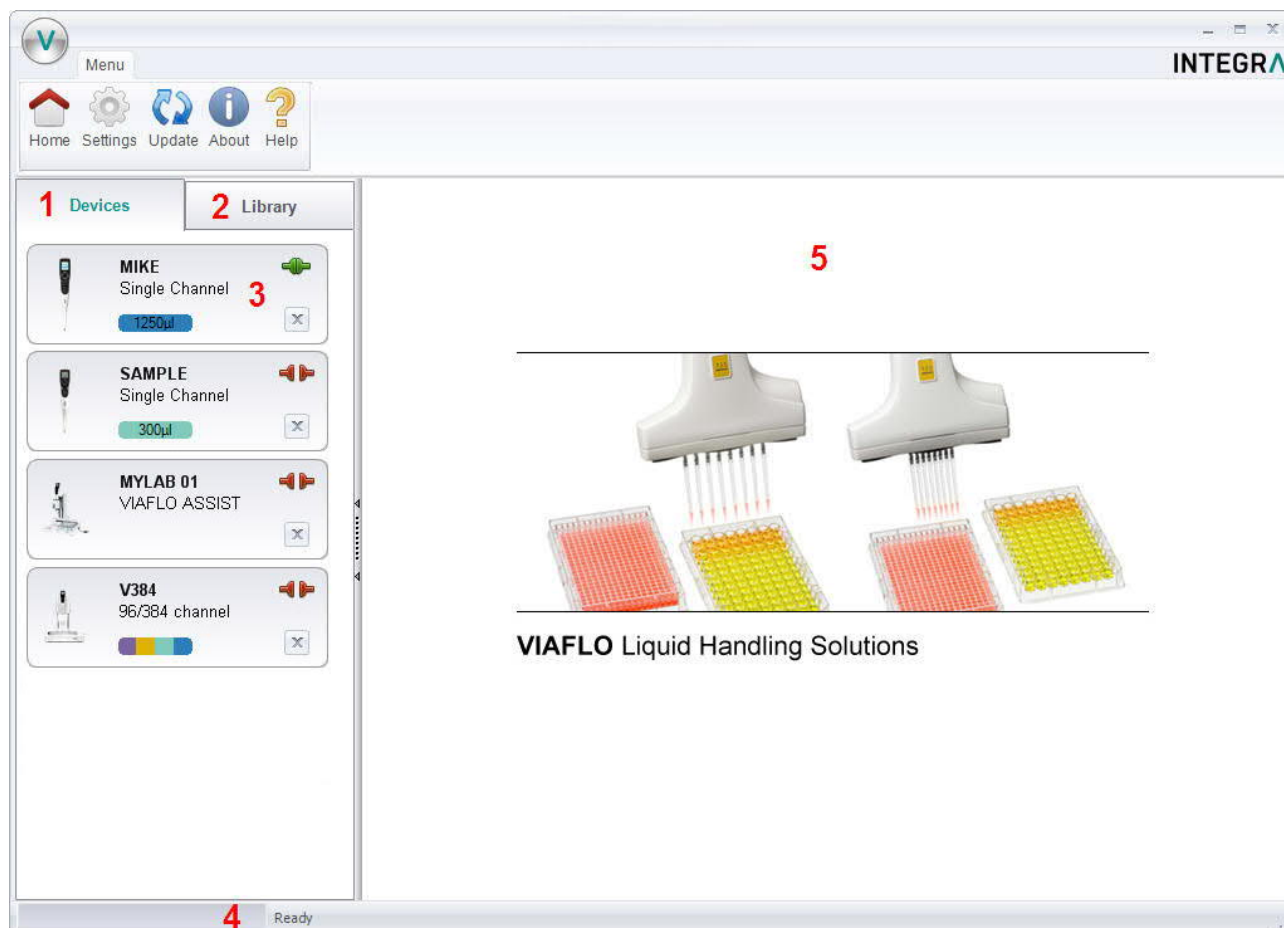 V
Menu
INTEGRA
Home Settings Update About Help
1 Devices 2 Library
MIKE
Single Channel
3
1250µl
x
SAMPLE
Single Channel
300µl
x
MYLAB 01
VIAFLO ASSIST
x
V384
96/384 channel
x
5
VIAFLO Liquid Handling Solutions
4 Ready